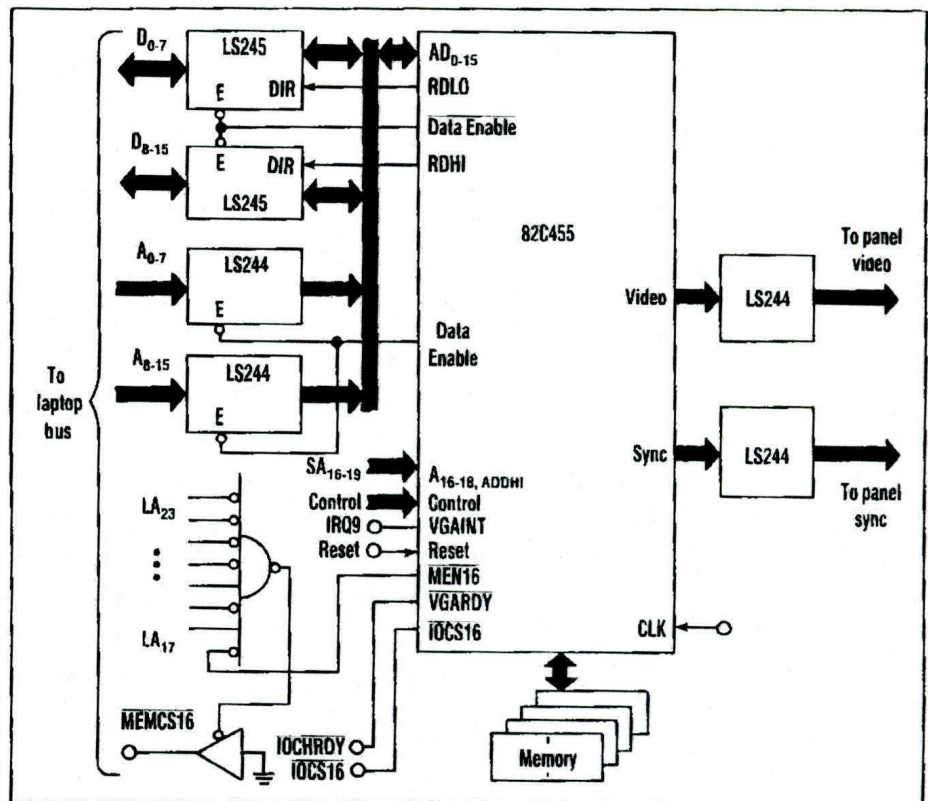 D0-7
LS245
E
DIR
AD0-15
RDLO
Data Enable
D8-15
E
DIR
LS245
RDHI
82C455
A0-7
LS244
E
Data
Enable
Video
LS244
To panel
video
A8-15
LS244
E
To
laptop
bus
SA16-19
A16-18, ADDHI
Control
Control
IRQ9
VGAINT
Reset
Reset
MEN16
VGARDY
IOCS16
LA23
LA17
Sync
LS244
To panel
sync
CLK
MEMCS16
IOCHRDY
IOCS16
Memory